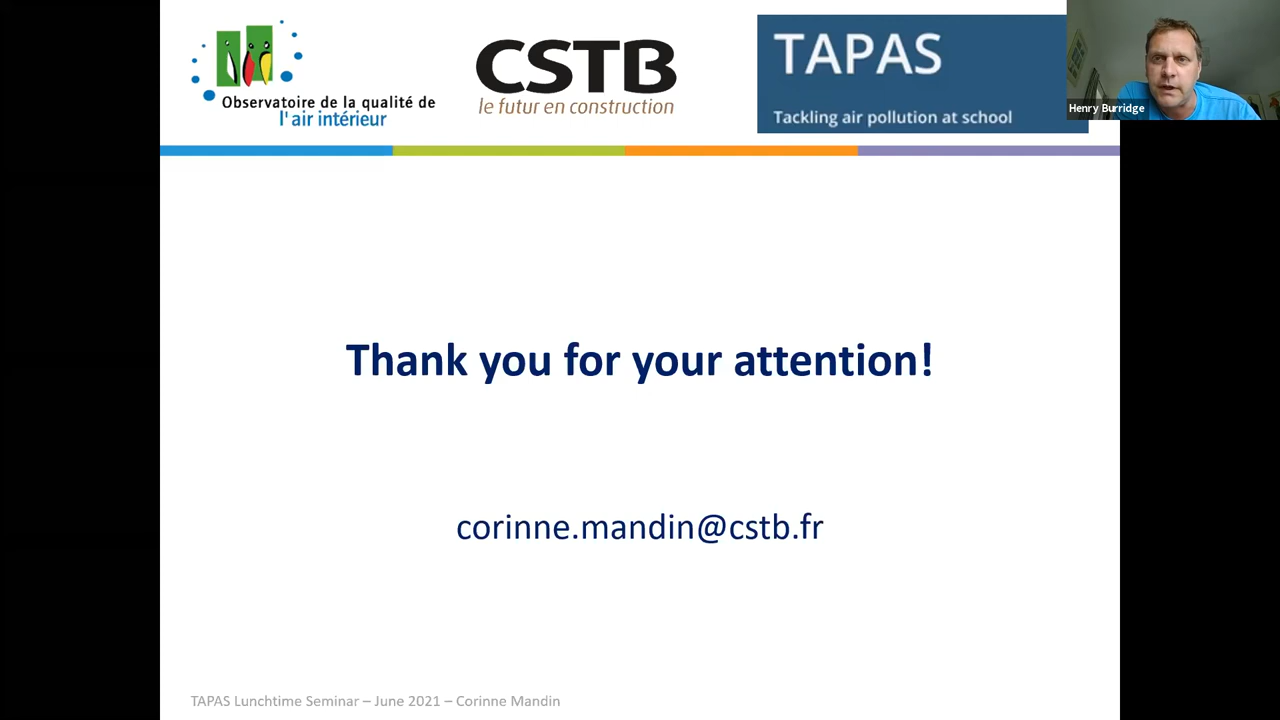 Observatoire de la qualité de
l'air intérieur
CSTB
le futur en construction
TAPAS
Tackling air pollution at school
Henry Burridge
Thank you for your attention!
corinne.mandin@cstb.fr
TAPAS Lunchtime Seminar – June 2021 – Corinne Mandin